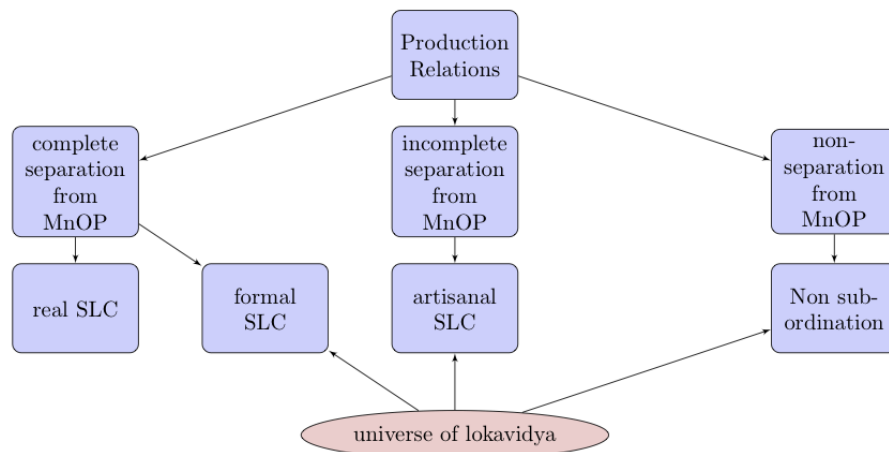 Production
Relations
complete
separation
from
MnOP
incomplete
separation
from
MnOP
non-
separation
from
MnOP
real SLC
formal
SLC
artisanal
SLC
Non sub-
ordination
universe of lokavidya